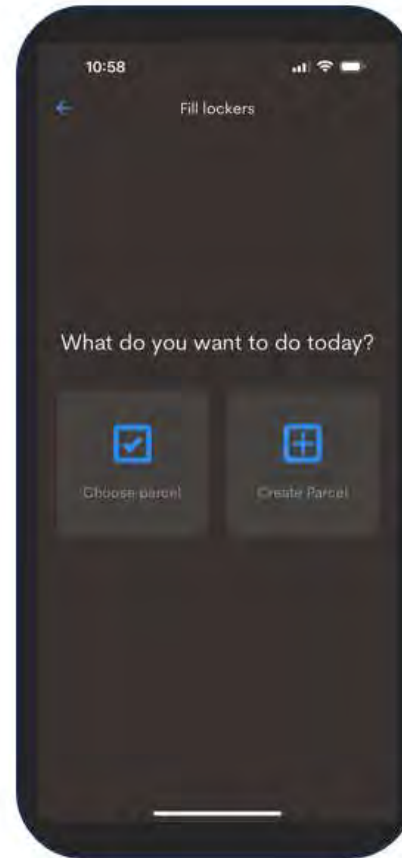 10:58
Fill lockers
What do you want to do today?
Choose parcel
Create Parcel